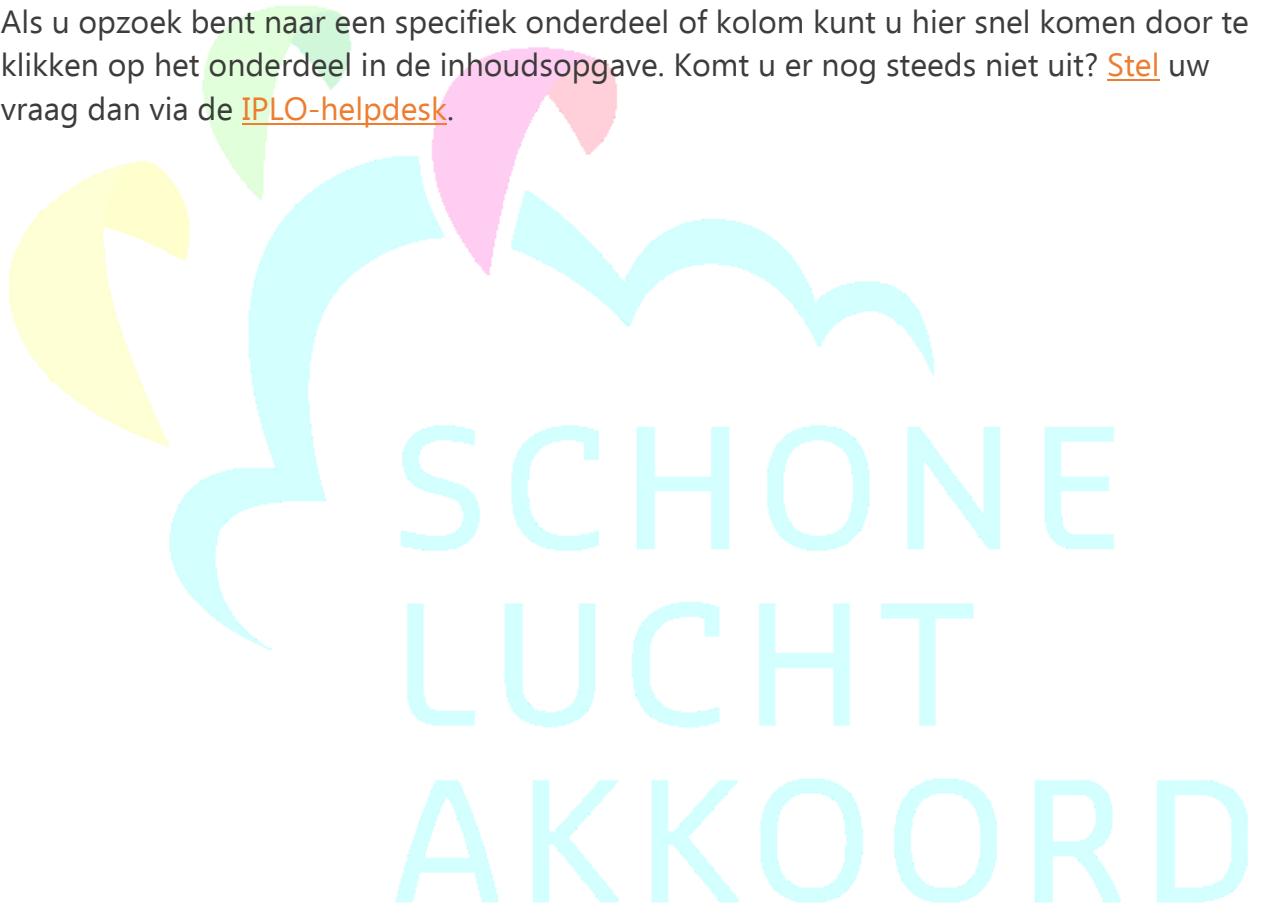 Als u opzoek bent naar een specifiek onderdeel of kolom kunt u hier snel komen door te
klikken op het onderdeel in de inhoudsopgave. Komt u er nog steeds niet uit? Stel uw
vraag dan via de IPLO-helpdesk.
SCHONE
LUCHT
AKKOORD